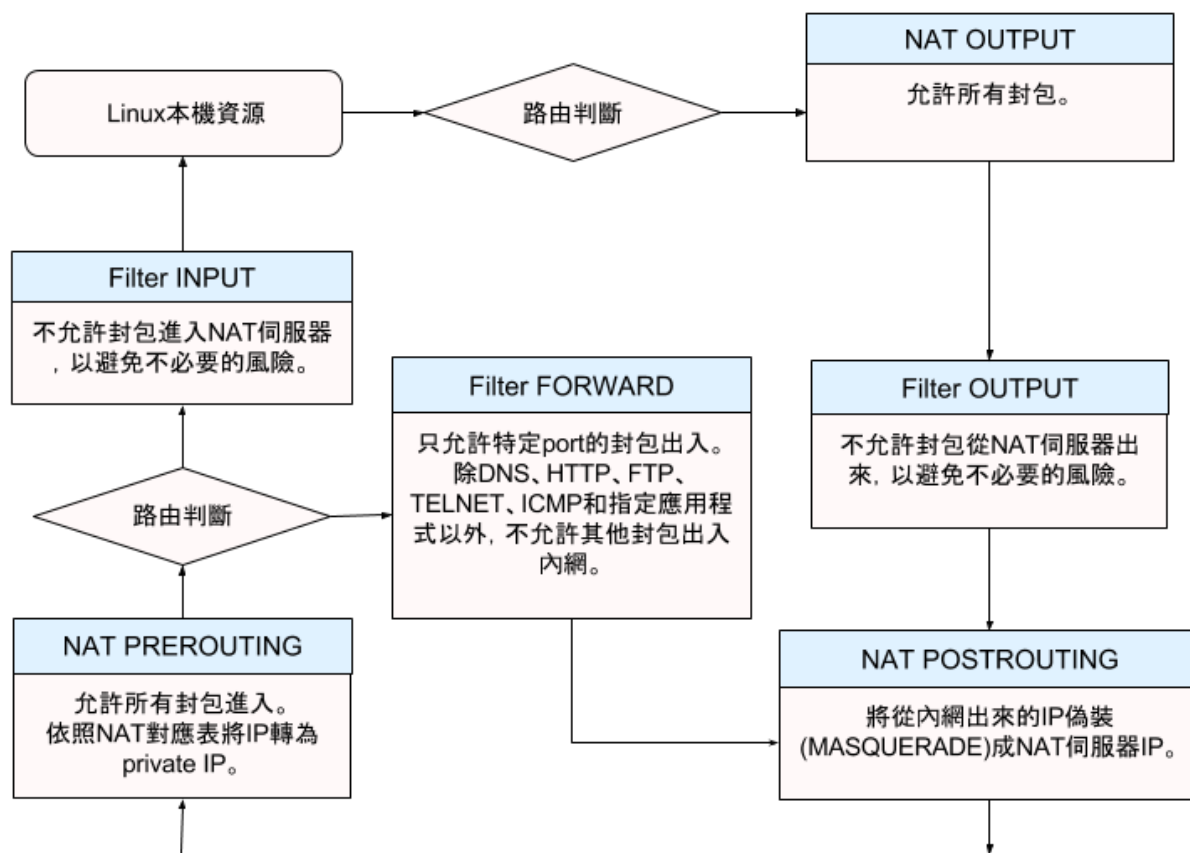 NAT OUTPUT
允許所有封包。
Linux本機資源
路由判斷
Filter INPUT
不允許封包進入NAT伺服器
，以避免不必要的風險。
Filter FORWARD
只允許特定port的封包出入。
除DNS、HTTP、FTP、
TELNET、ICMP和指定應用程
式以外，不允許其他封包出入
內網。
Filter OUTPUT
不允許封包從NAT伺服器出
來，以避免不必要的風險。
路由判斷
NAT PREROUTING
允許所有封包進入。
依照NAT對應表將IP轉為
private IP。
NAT POSTROUTING
將從內網出來的IP偽裝
(MASQUERADE)成NAT伺服器IP。